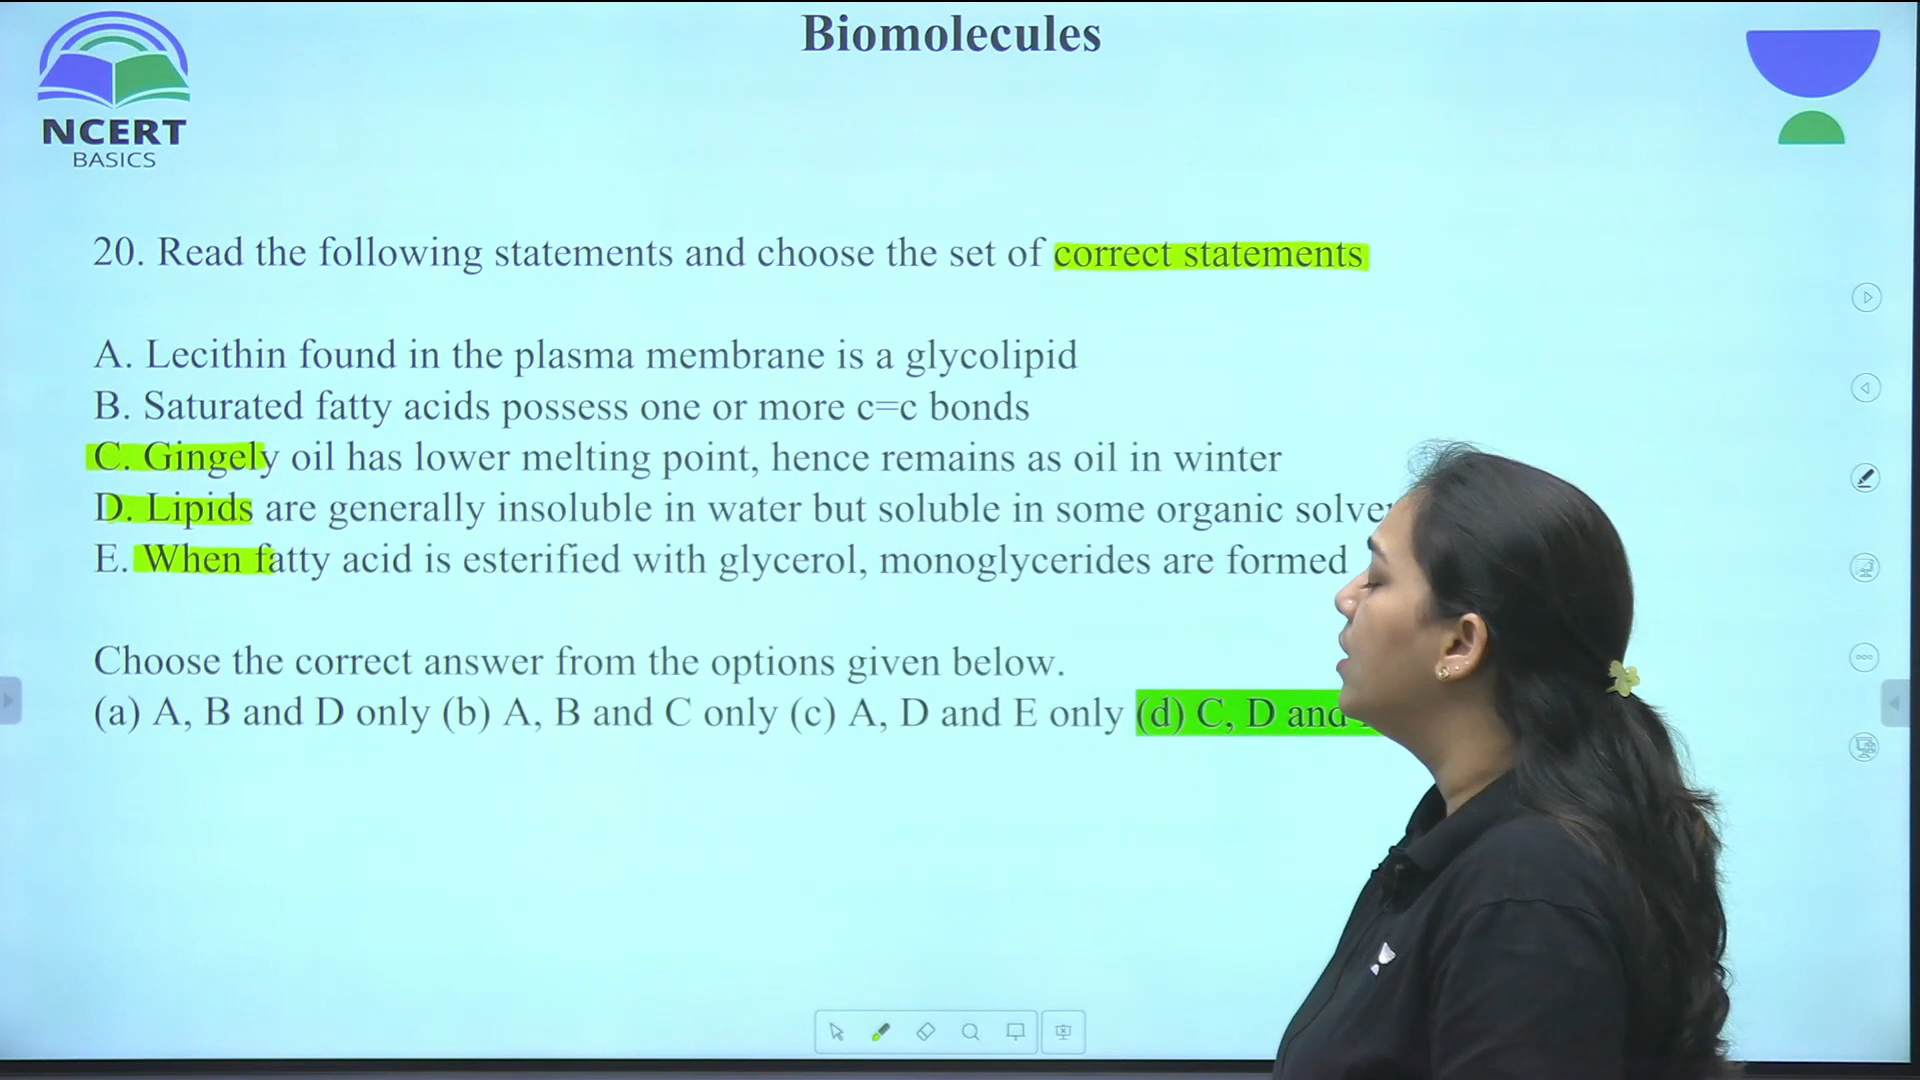 Biomolecules
NCERT
BASICS
20. Read the following statements and choose the set of correct statements
A. Lecithin found in the plasma membrane is a glycolipid
B. Saturated fatty acids possess one or more c=c bonds
C. Gingely oil has lower melting point, hence remains as oil in winter
D. Lipids are generally insoluble in water but soluble in some organic
E. When fatty acid is esterified with glycerol, monoglycerides are formed
Choose the correct answer from the options given below.
(a) A, B and D only (b) A, B and C only (c) A, D and E only (d) C, D and